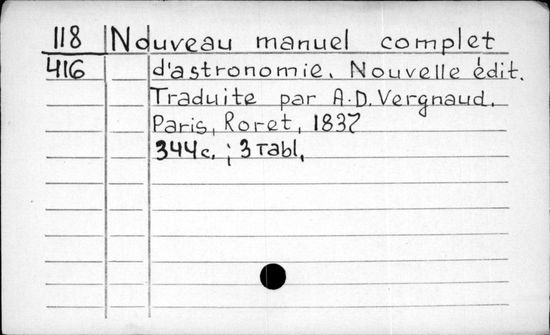 118 Nouveau manuel complet
416 d'astronomie. Nouvelle édit.
Traduite par A.D. Vergnaud.
Paris, Roret, 1837
344c. ; 3 Tabl.